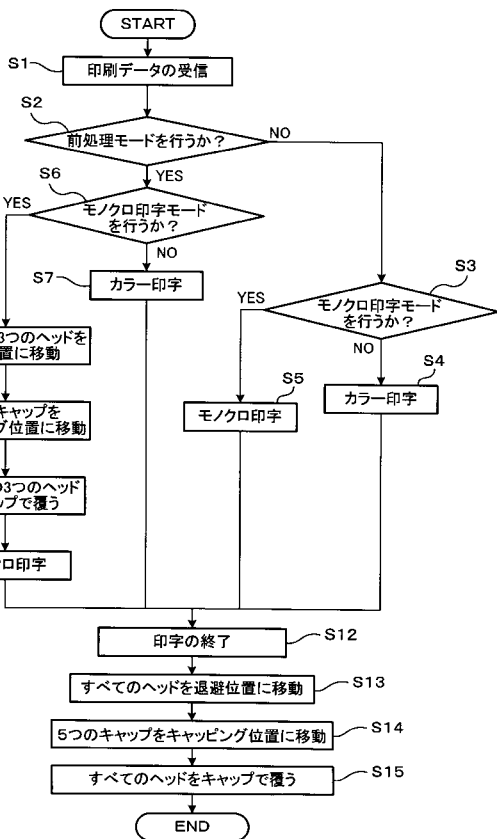 START
S1
印刷データの受信
S2
前処理モードを行うか?
NO
YES
S6
モノクロ印字モード
を行うか?
YES
NO
S7
カラー印字
S3
モノクロ印字モード
を行うか?
YES
NO
S5
モノクロ印字
S4
カラー印字
3つのヘッドを
置に移動
キャップを
グ位置に移動
の3つのヘッド
ップで覆う
ロ印字
印字の終了
S12
すべてのヘッドを退避位置に移動
S13
5つのキャップをキャッピング位置に移動
S14
すべてのヘッドをキャップで覆う
S15
END